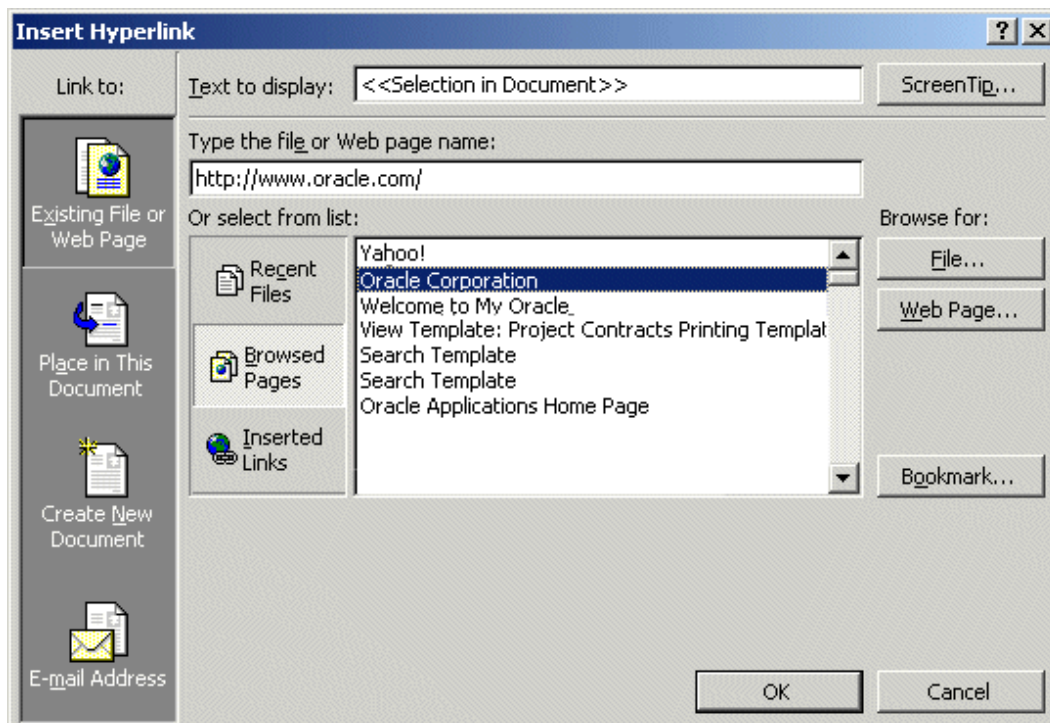 Insert Hyperlink
Link to:
Text to display:
<<Selection in Document>>
ScreenTip...
Type the file or Web page name:
http://www.oracle.com/
Existing File or
Web Page
Or select from list:
Browse for:
Recent
Files
Browsed
Pages
Inserted
Links
Yahoo!
Oracle Corporation
Welcome to My Oracle_
View Template: Project Contracts Printing Templat
Search Template
Search Template
Oracle Applications Home Page
File...
Web Page...
Bookmark...
Place in This
Document
Create New
Document
E-mail Address
OK
Cancel